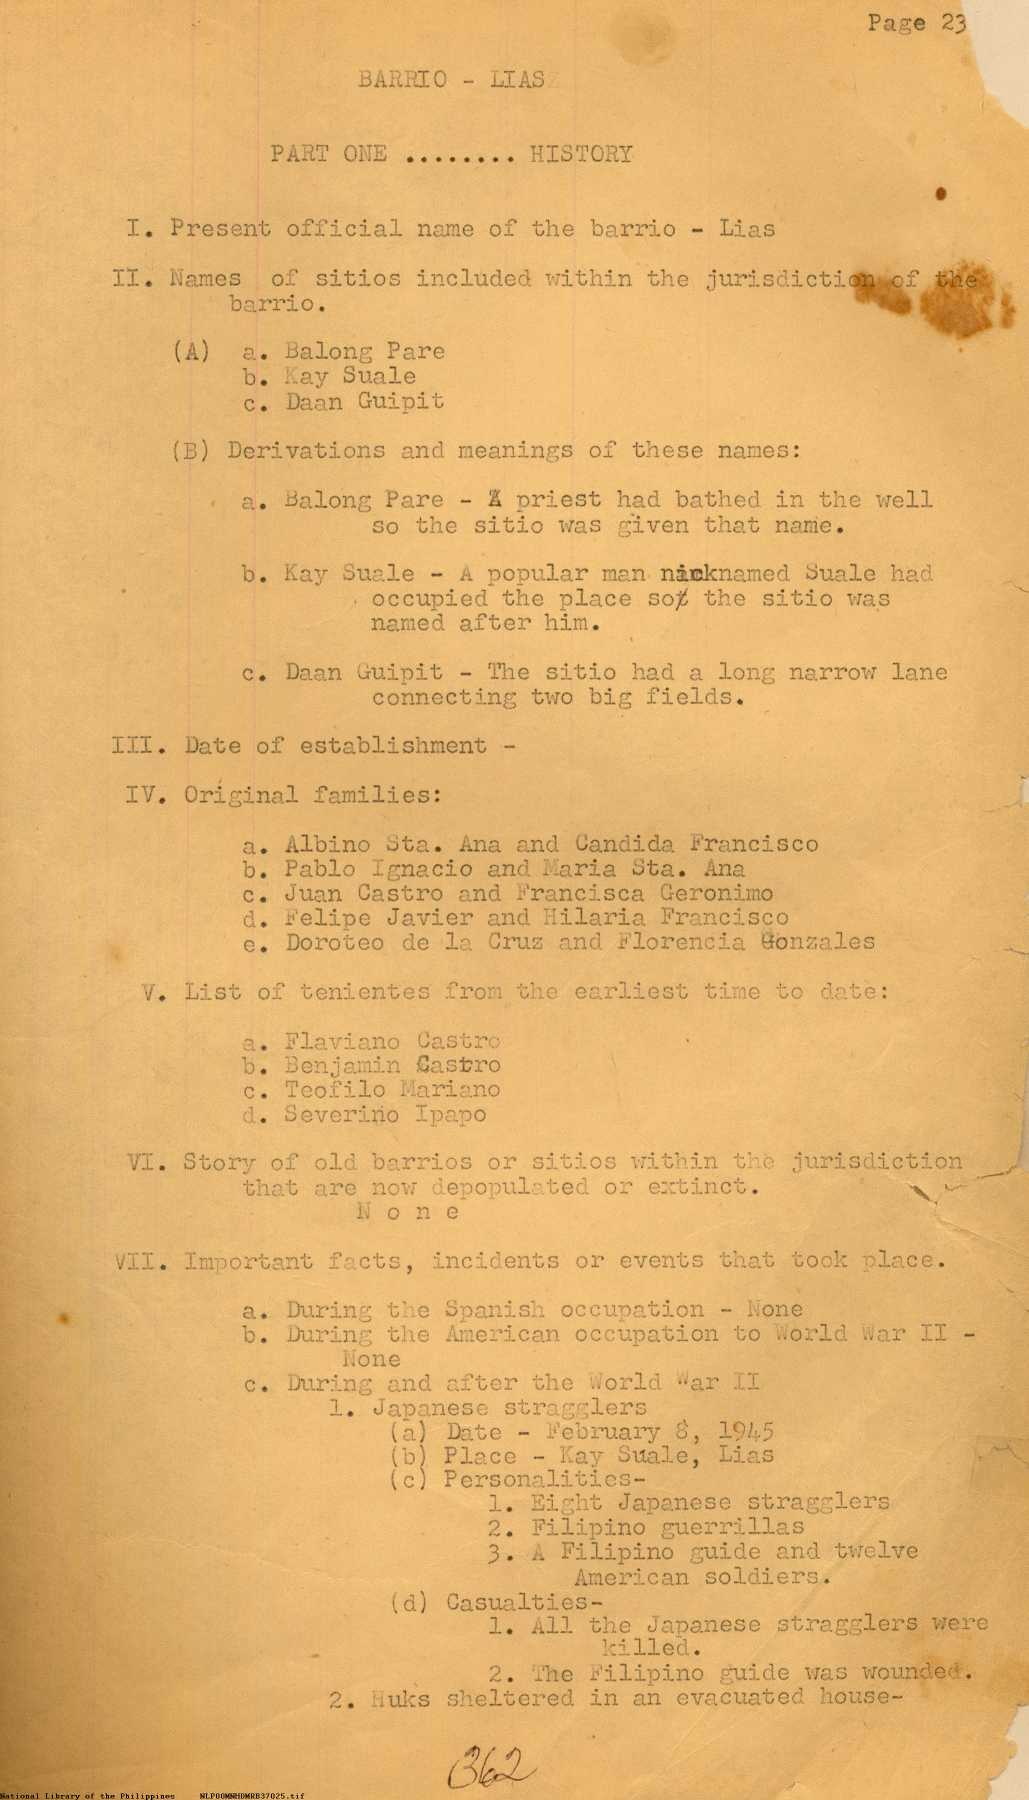 Page 23
BARRIO - LIAS
PART ONE ........ HISTORY
I. Present official name of the barrio - Lias
II. Names of sitios included within the jurisdiction of the
barrio.
(A) a. Balong Pare
b. Kay Suale
c. Daan Guipit
(B) Derivations and meanings of these names:
a. Balong Pare - A priest had bathed in the well
so the sitio was given that name.
b. Kay Suale - A popular man nicknamed Suale had
occupied the place so the sitio was
named after him.
c. Daan Guipit - The sitio had a long narrow lane
connecting two big fields.
III. Date of establishment -
IV. Original families:
a. Albino Sta. Ana and Candida Francisco
b. Pablo Ignacio and Maria Sta. Ana
c. Juan Castro and Francisca Geronimo
d. Felipe Javier and Hilaria Francisco
e. Doroteo de la Cruz and Florencia Gonzales
V. List of tenientes from the earliest time to date:
a. Flaviano Castro
b. Benjamin Castro
c. Teofilo Mariano
d. Severino Ipapo
VI. Story of old barrios or sitios within the jurisdiction
that are now depopulated or extinct.
N o n e
VII. Important facts, incidents or events that took place.
a. During the Spanish occupation - None
b. During the American occupation to World War II -
None
c. During and after the World War II
1. Japanese stragglers
(a) Date - February 8, 1945
(b) Place - Kay Suale, Lias
(c) Personalities-
1. Eight Japanese stragglers
2. Filipino guerrillas
3. A Filipino guide and twelve
American soldiers.
(d) Casualties-
1. All the Japanese stragglers were
killed.
2. The Filipino guide was wounded.
2. Huks sheltered in an evacuated house-
362
National Library of the Philippines NLP00MNHDMRB37025.tif